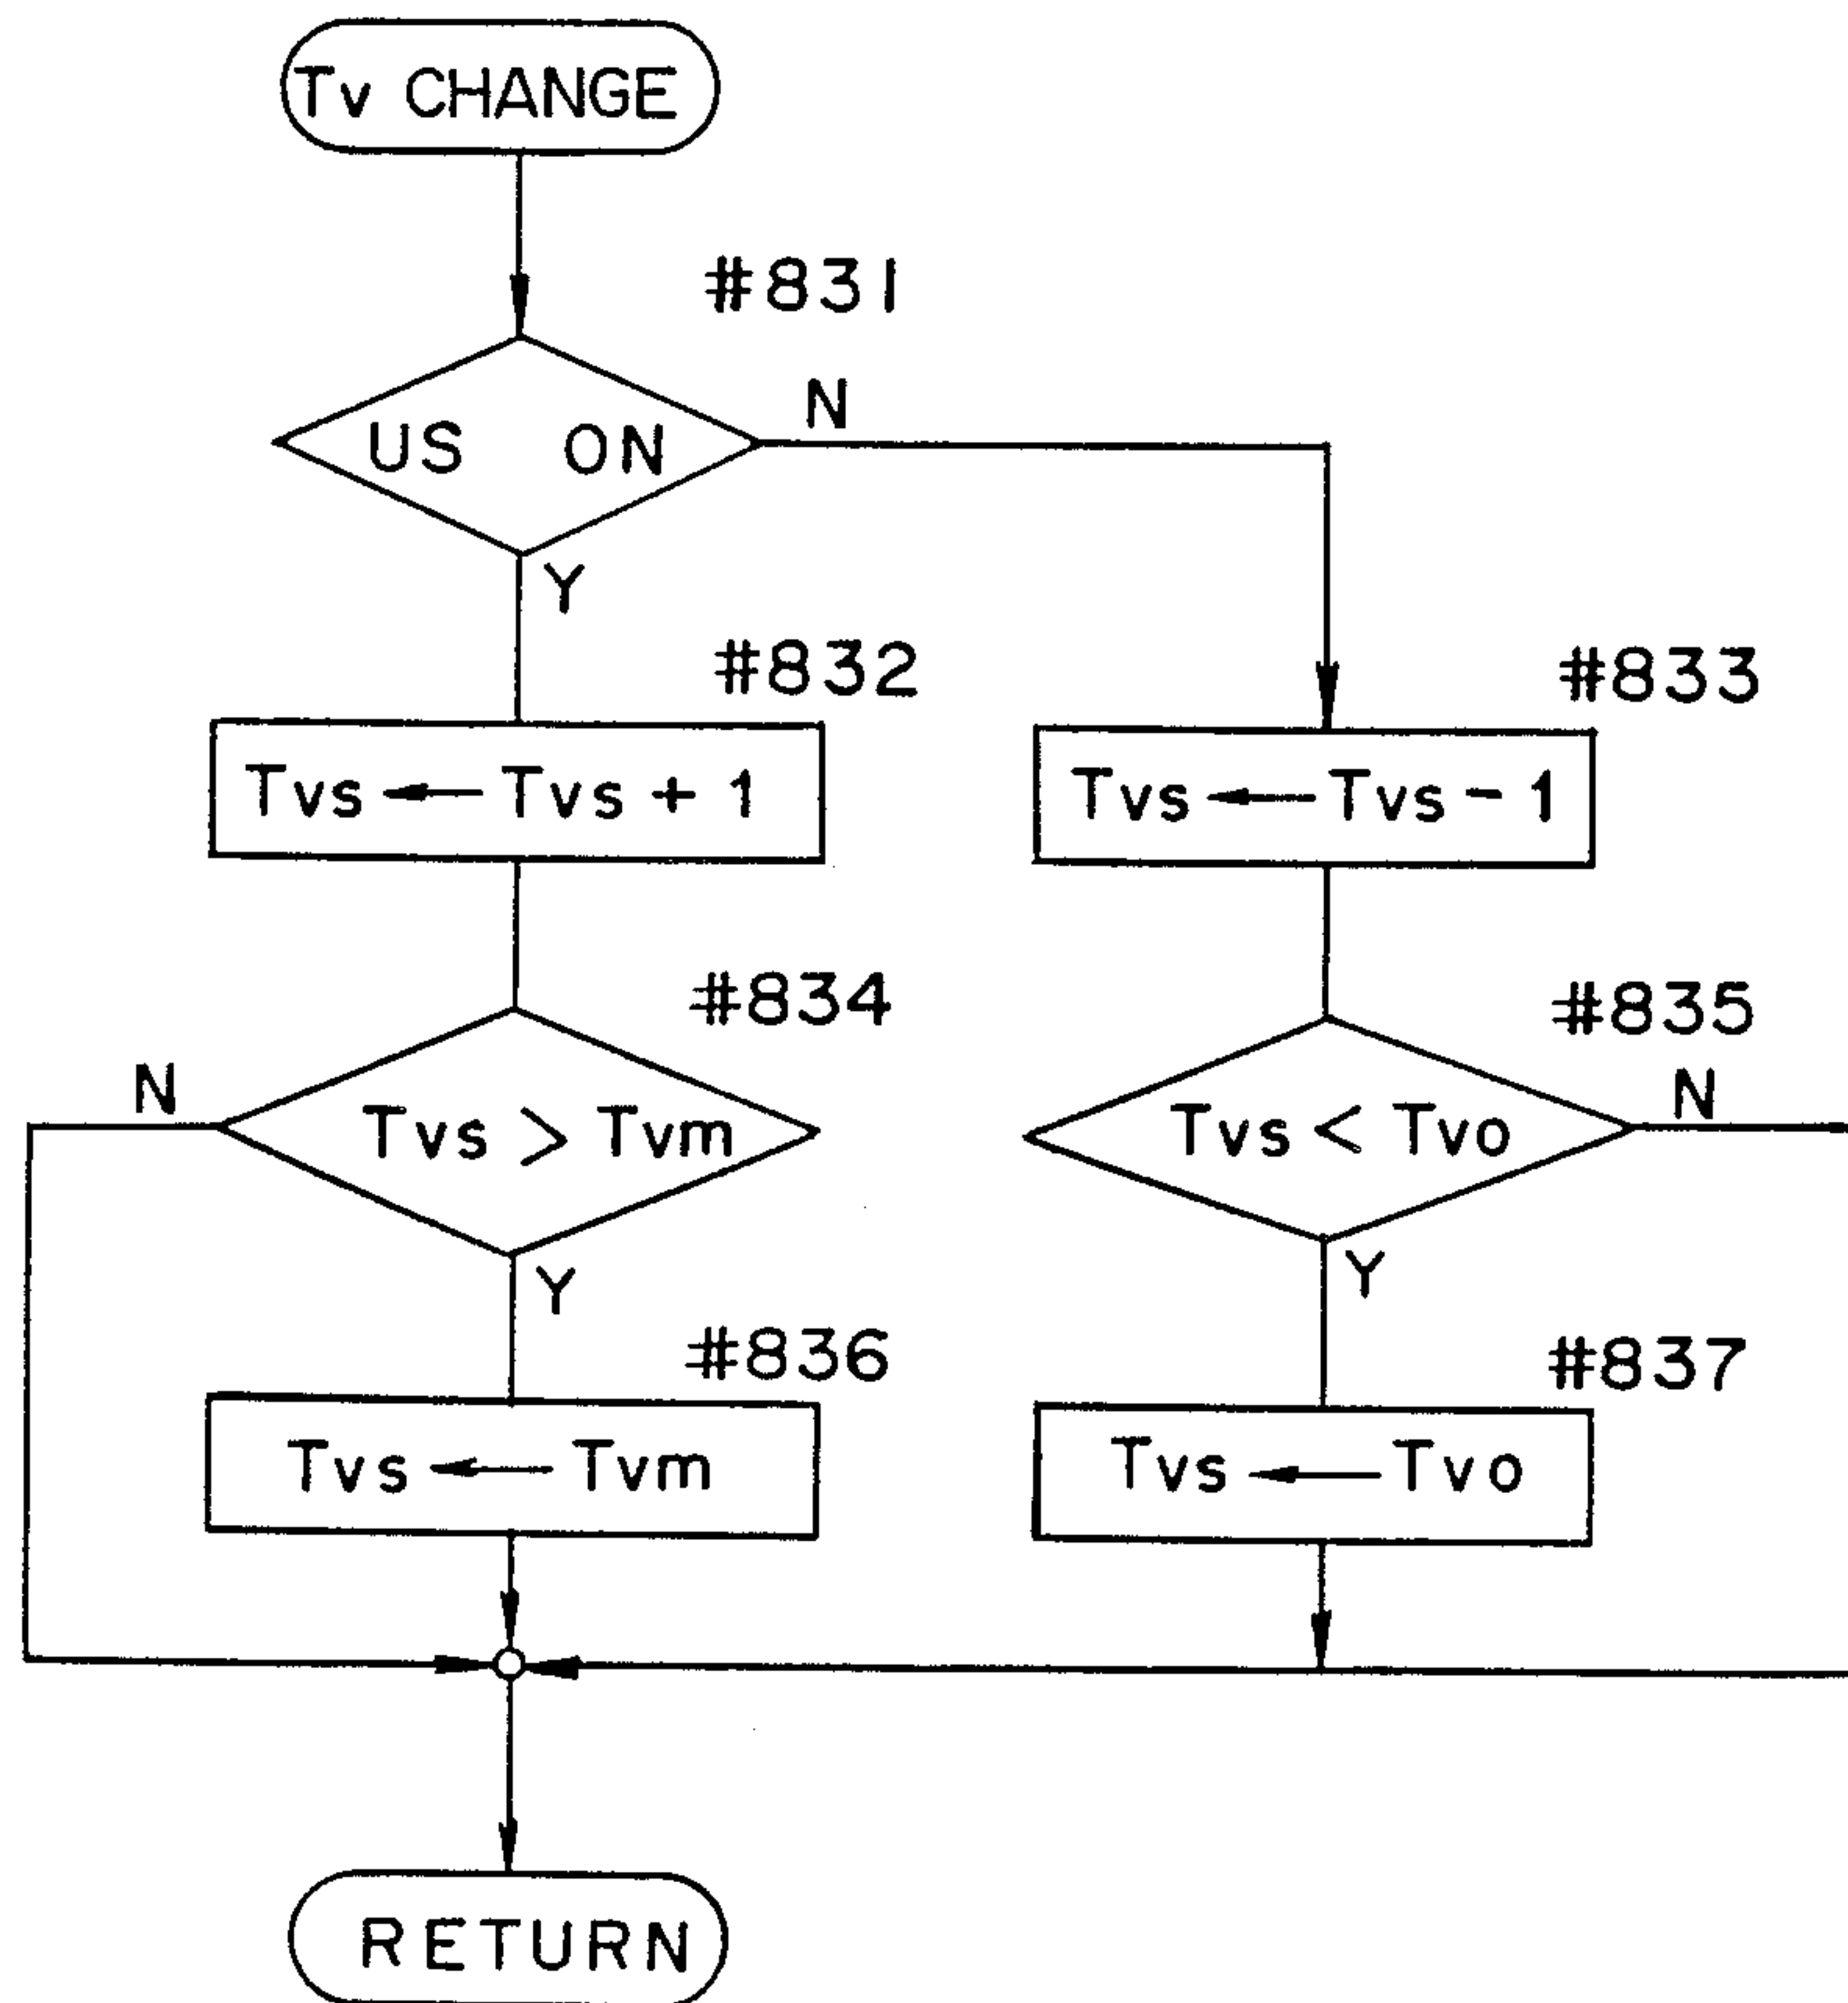 Tv CHANGE
#831
US ON
N
Y
#832
#833
Tvs ← Tvs + 1
Tvs ← Tvs - 1
#834
#835
N
Tvs > Tvm
Tvs < Tvo
N
Y
Y
#836
#837
Tvs ← Tvm
Tvs ← Tvo
RETURN